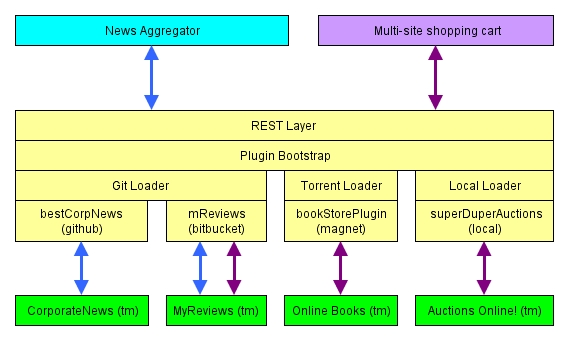 News Aggregator
Multi-site shopping cart
REST Layer
Plugin Bootstrap
Git Loader
Torrent Loader
Local Loader
bestCorpNews
(github)
mReviews
(bitbucket)
bookStorePlugin
(magnet)
superDuperAuctions
(local)
CorporateNews (tm)
MyReviews (tm)
Online Books (tm)
Auctions Online! (tm)